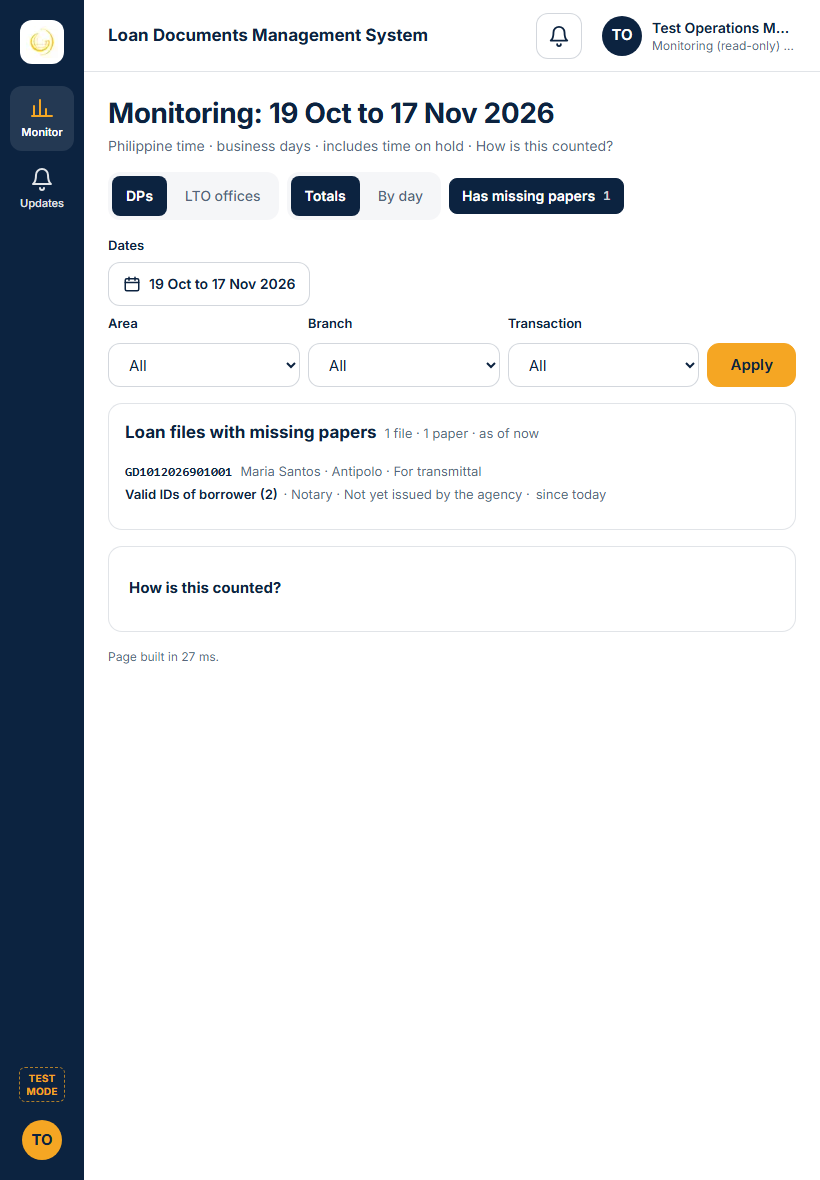 Loan Documents Management System
TO
Test Operations M...
Monitoring (read-only) ...
Monitor
Updates
Monitoring: 19 Oct to 17 Nov 2026
Philippine time · business days · includes time on hold · How is this counted?
DPs LTO offices Totals By day Has missing papers 1
Dates
19 Oct to 17 Nov 2026
Area Branch Transaction
All All All Apply
Loan files with missing papers 1 file · 1 paper · as of now
GD1012026901001 Maria Santos · Antipolo · For transmittal
Valid IDs of borrower (2) · Notary · Not yet issued by the agency · since today
How is this counted?
Page built in 27 ms.
TEST
MODE
TO